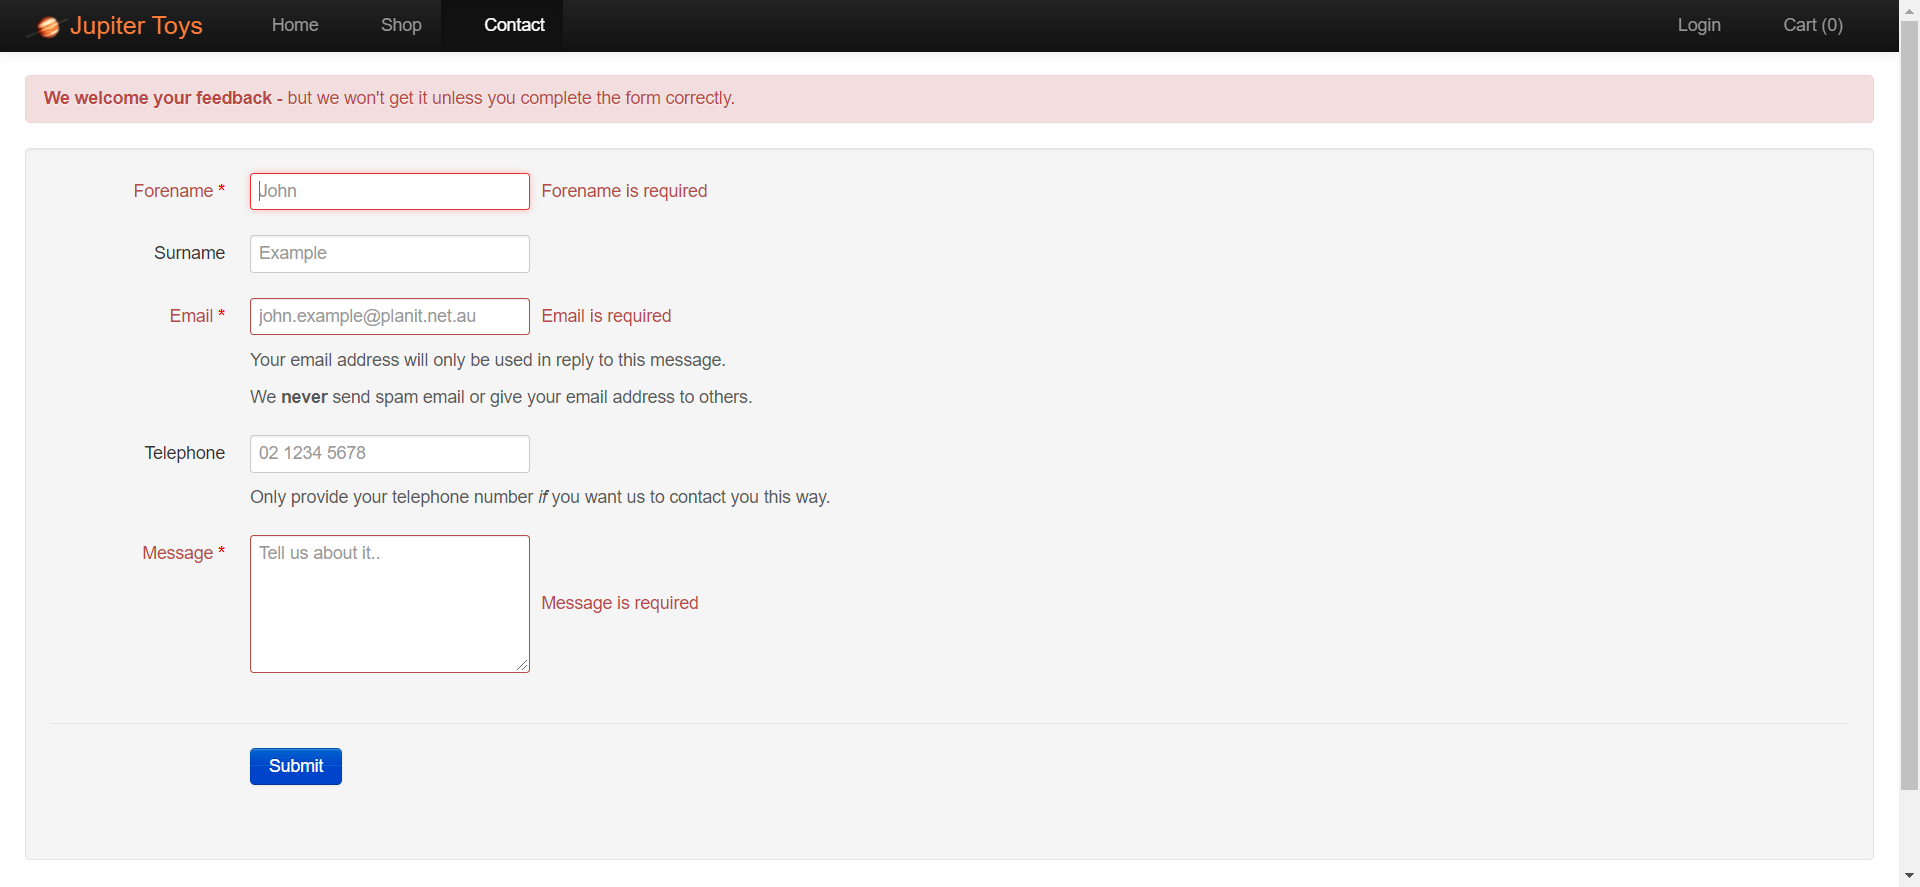 Jupiter Toys Home Shop Contact Login Cart (0)
We welcome your feedback - but we won't get it unless you complete the form correctly.
Forename * John Forename is required
Surname Example
Email * john.example@planit.net.au Email is required
Your email address will only be used in reply to this message.
We never send spam email or give your email address to others.
Telephone 02 1234 5678
Only provide your telephone number if you want us to contact you this way.
Message * Tell us about it..
Message is required
Submit